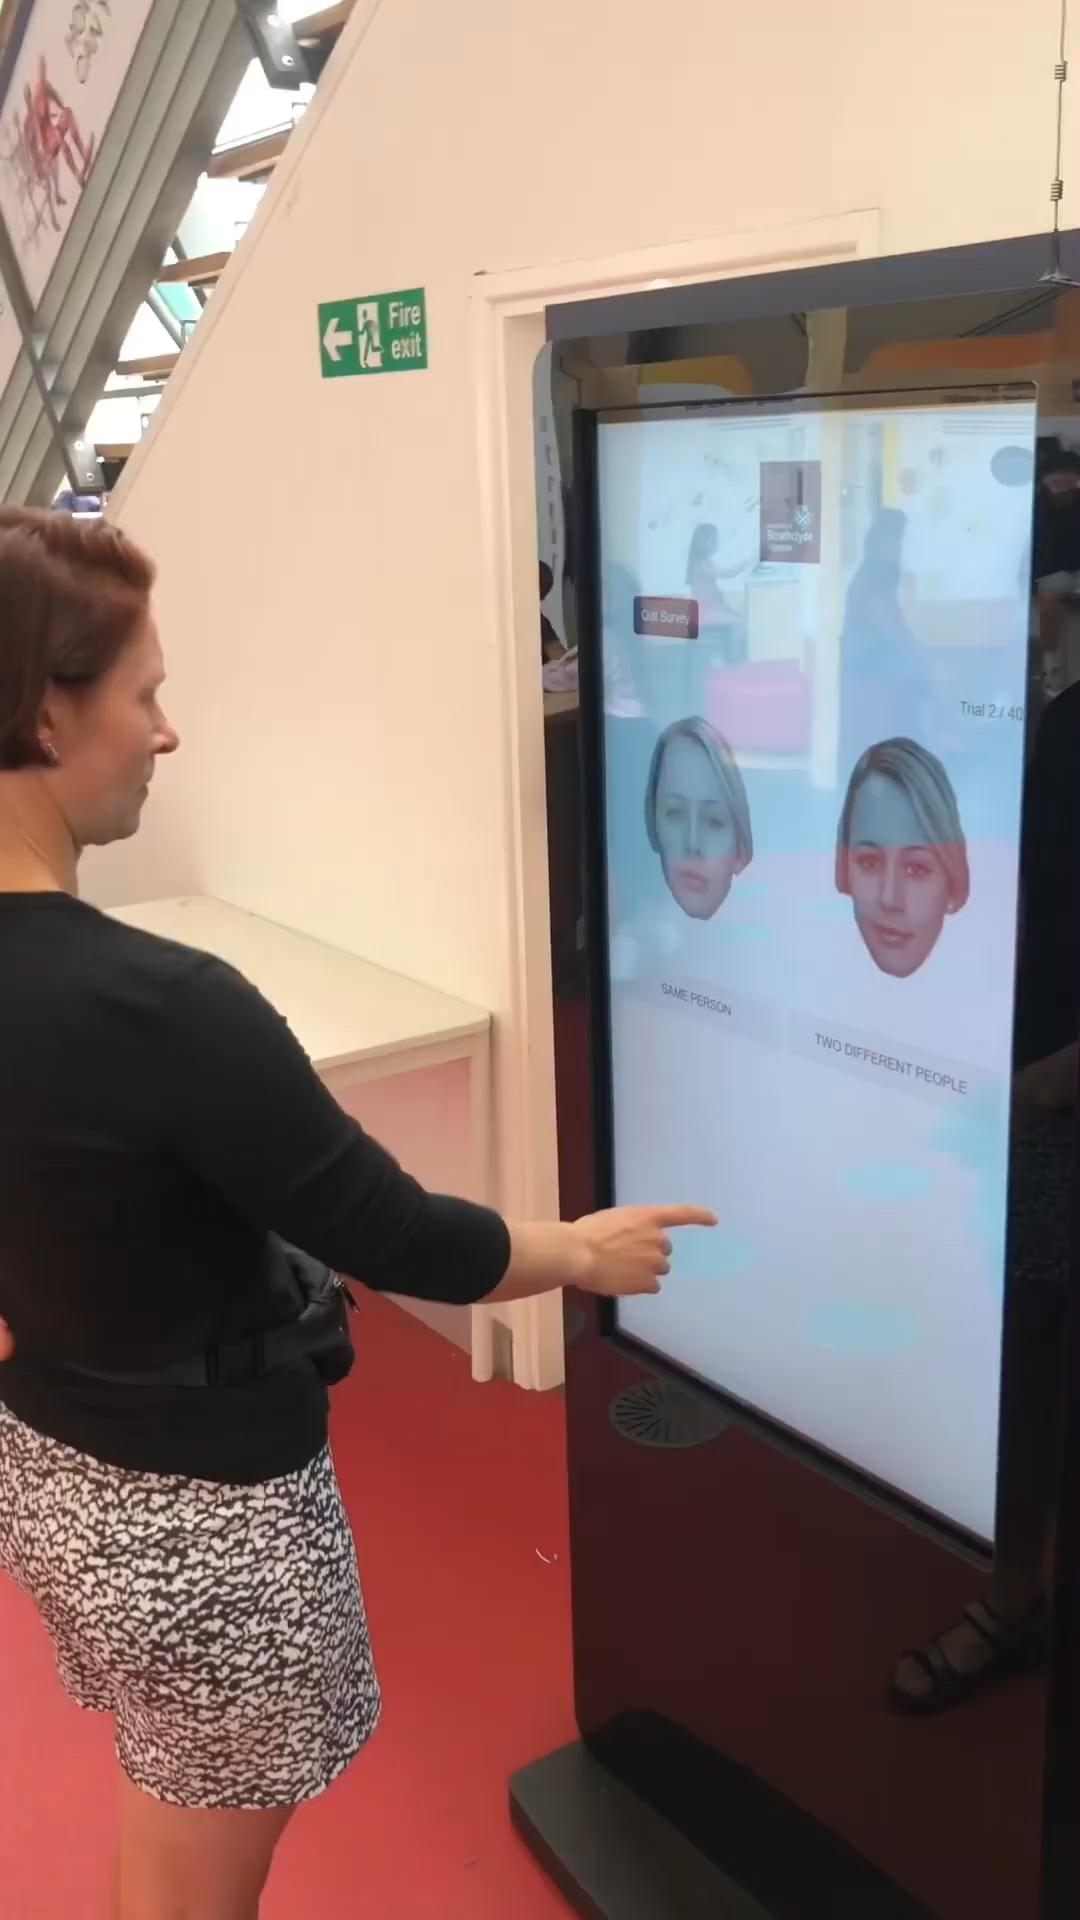 Fire
exit
Strathclyde
Quit Survey
Trial 2 / 40
SAME PERSON
TWO DIFFERENT PEOPLE